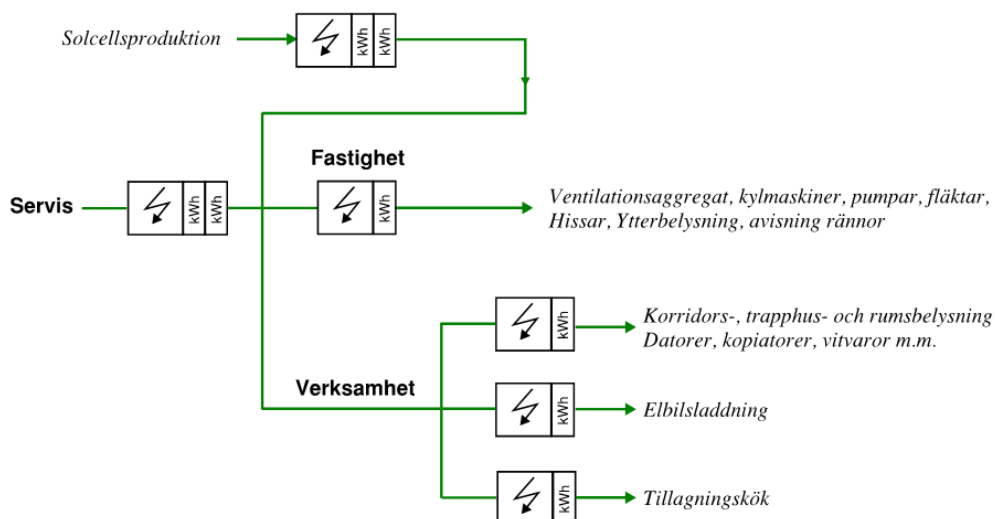 Solcellsproduktion
kWh
kWh
Fastighet
Servis
kWh
kWh
kWh
Ventilationsaggregat, kylmaskiner, pumpar, fläktar,
Hissar, Ytterbelysning, avisning rännor
kWh
Korridors-, trapphus- och rumsbelysning
Datorer, kopiatorer, vitvaror m.m.
Verksamhet
kWh
Elbilsladdning
kWh
Tillagningskök